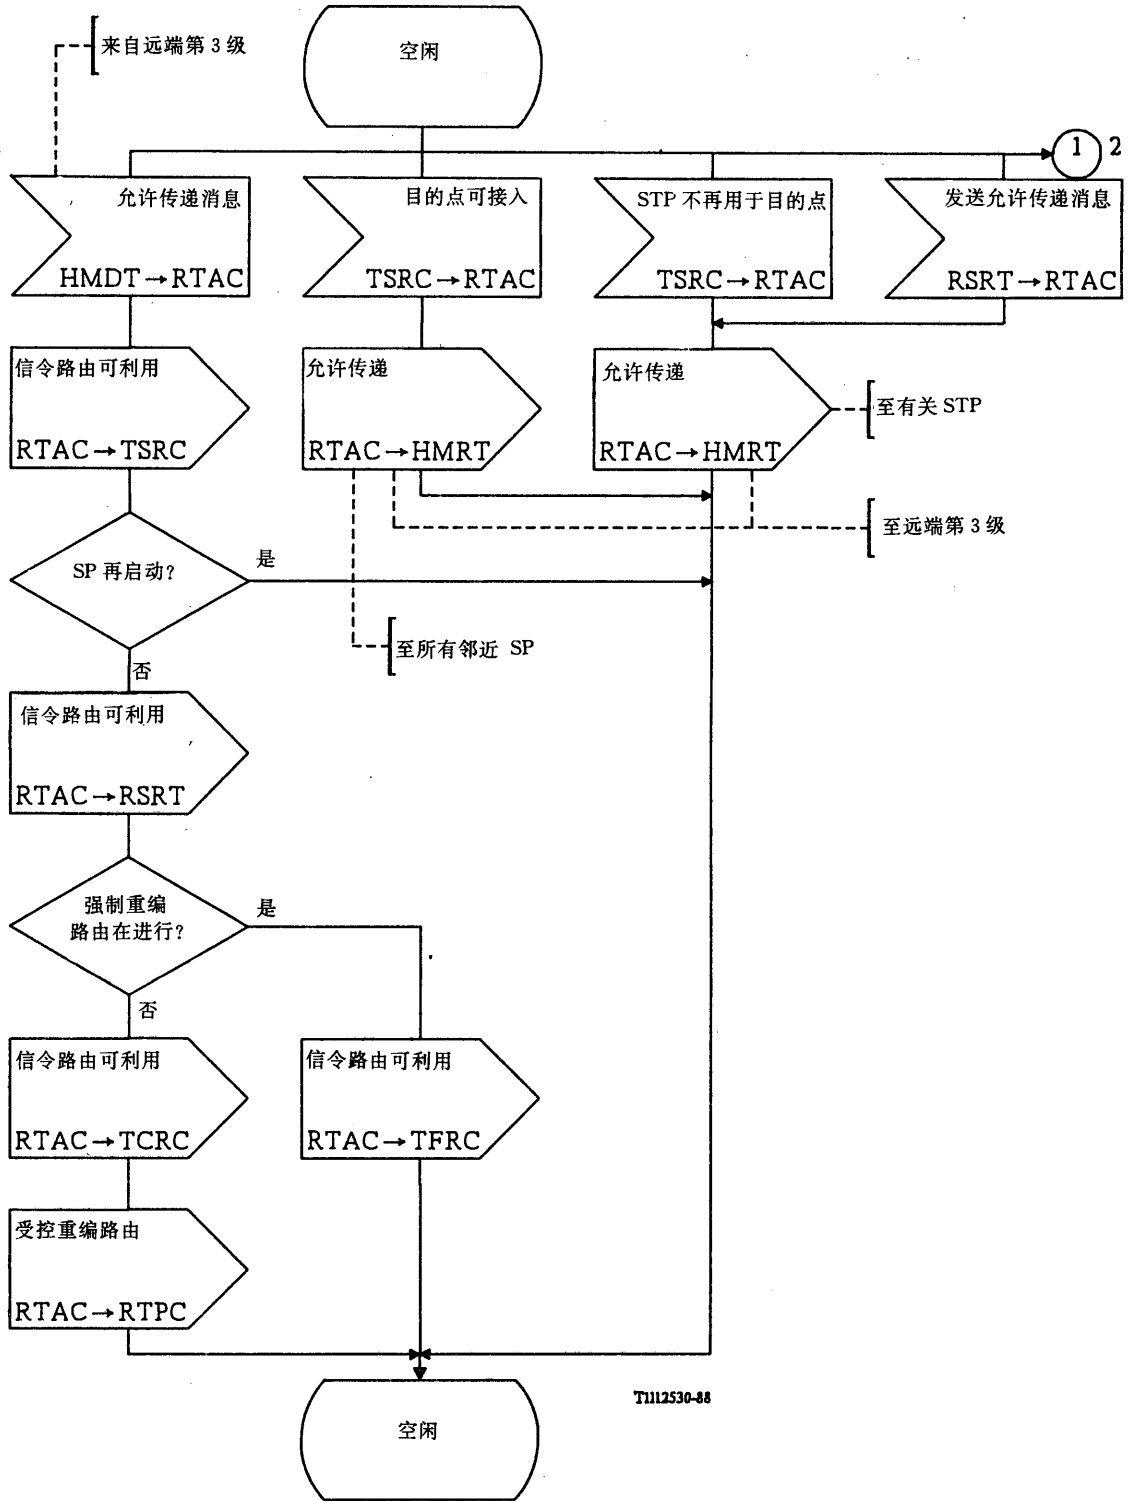 来自远端第 3 级
空闲
1
2
允许传递消息
HMDT→RTAC
目的点可接入
TSRC→RTAC
STP 不再用于目的点
TSRC→RTAC
发送允许传递消息
RSRT→RTAC
信令路由可利用
RTAC→TSRC
允许传递
RTAC→HMRT
允许传递
RTAC→HMRT
至有关 STP
至远端第 3 级
SP 再启动？
是
至所有邻近 SP
否
信令路由可利用
RTAC→RSRT
强制重编
路由在进行？
是
否
信令路由可利用
RTAC→TCRC
信令路由可利用
RTAC→TFRC
受控重编路由
RTAC→RTPC
T1112530-88
空闲